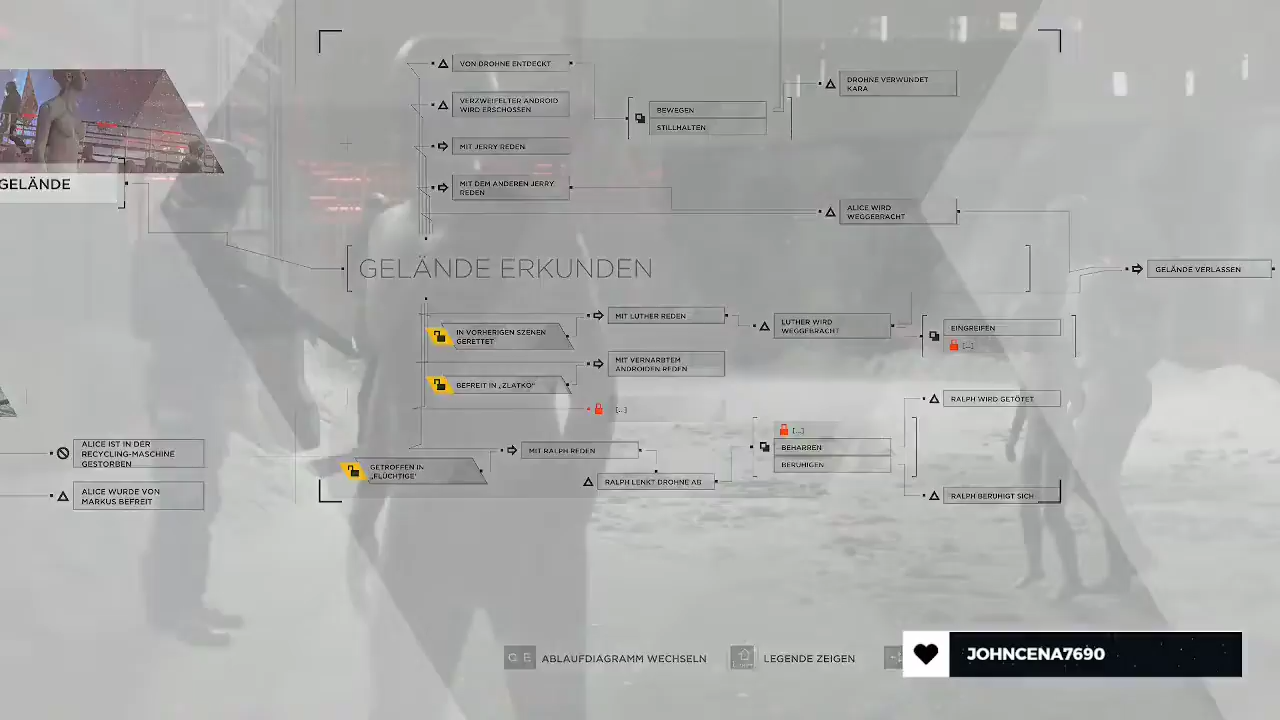 VON DROHNE ENTDECKT
VERZWEIFELTER ANDROID
WIRD ERSCHOSSEN
MIT JERRY REDEN
MIT DEM ANDEREN JERRY
REDEN
BEWEGEN
STILLHALTEN
DROHNE VERWUNDET
KARA
ALICE WIRD
WEGGEBRACHT
GELÄNDE
GELÄNDE ERKUNDEN
GELÄNDE VERLASSEN
IN VORHERIGEN SZENEN
GERETTET
MIT LUTHER REDEN
LUTHER WIRD
WEGGEBRACHT
EINGREIFEN
[...]
BEFREIT IN „ZLATKO“
MIT VERNARBTEM
ANDROIDEN REDEN
[...]
RALPH WIRD GETÖTET
ALICE IST IN DER
RECYCLING-MASCHINE
GESTORBEN
ALICE WURDE VON
MARKUS BEFREIT
GETROFFEN IN
„FLÜCHTIGE“
MIT RALPH REDEN
RALPH LENKT DROHNE AB
[...]
BEHARREN
BERUHIGEN
RALPH BERUHIGT SICH
Q E ABLAUFDIAGRAMM WECHSELN
LEGENDE ZEIGEN
JOHNCENA7690